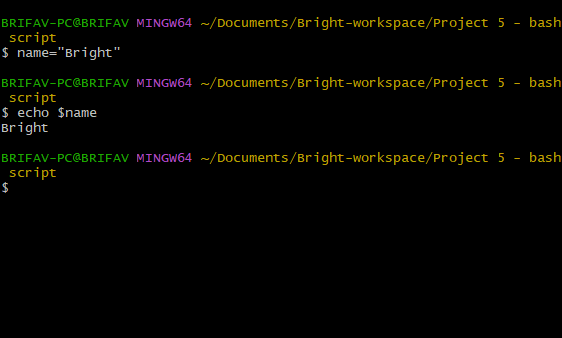 BRIFAV-PC@BRIFAV MINGW64 ~/Documents/Bright-workspace/Project 5 - bash
script
$ name="Bright"
BRIFAV-PC@BRIFAV MINGW64 ~/Documents/Bright-workspace/Project 5 - bash
script
$ echo $name
Bright
BRIFAV-PC@BRIFAV MINGW64 ~/Documents/Bright-workspace/Project 5 - bash
script
$